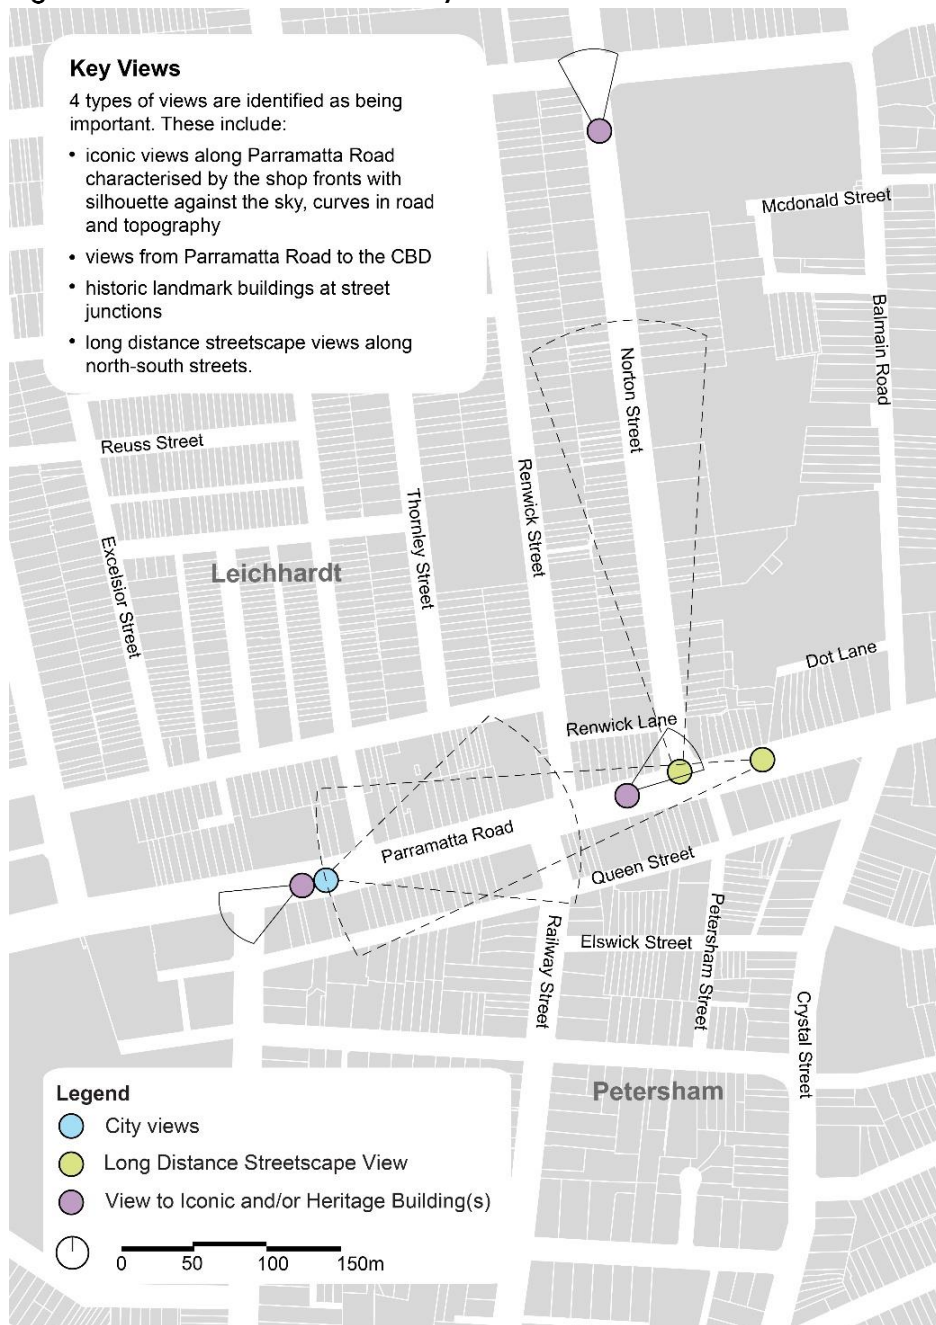 Key Views
4 types of views are identified as being
important. These include:
• iconic views along Parramatta Road
characterised by the shop fronts with
silhouette against the sky, curves in road
and topography
• views from Parramatta Road to the CBD
• historic landmark buildings at street
junctions
• long distance streetscape views along
north-south streets.
Mcdonald Street
Balmain Road
Norton Street
Reuss Street
Renwick Street
Thornley Street
Excelsior Street
Leichhardt
Dot Lane
Renwick Lane
Parramatta Road
Queen Street
Petersham Street
Elswick Street
Railway Street
Crystal Street
Petersham
Legend
City views
Long Distance Streetscape View
View to Iconic and/or Heritage Building(s)
0 50 100 150m